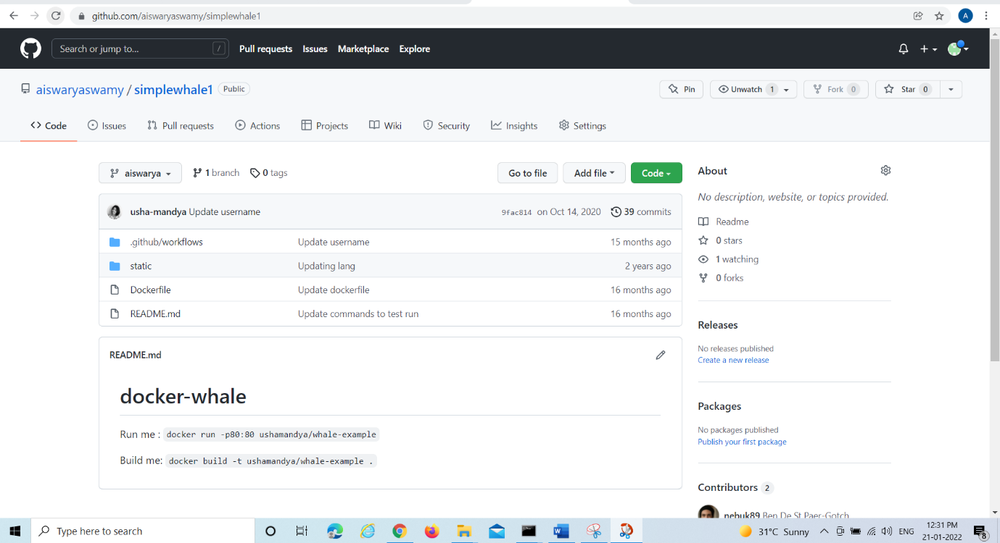 github.com/aiswaryaswamy/simplewhale1
A
Search or jump to... /
Pull requests Issues Marketplace Explore
aiswaryaswamy / simplewhale1 Public
Pin Unwatch 1 Fork 0 Star 0
Code Issues Pull requests Actions Projects Wiki Security Insights Settings
aiswarya 1 branch 0 tags Go to file Add file Code
usha-mandya Update username 9fac814 on Oct 14, 2020 39 commits
.github/workflows Update username 15 months ago
static Updating lang 2 years ago
Dockerfile Update dockerfile 16 months ago
README.md Update commands to test run 16 months ago
README.md
docker-whale
Run me : docker run -p80:80 ushamandya/whale-example
Build me: docker build -t ushamandya/whale-example .
About
No description, website, or topics provided.
Readme
0 stars
1 watching
0 forks
Releases
No releases published
Create a new release
Packages
No packages published
Publish your first package
Contributors 2
nebuk89 Ben De St Paer-Gotch
Type here to search
31°C Sunny
ENG
12:31 PM
21-01-2022
8